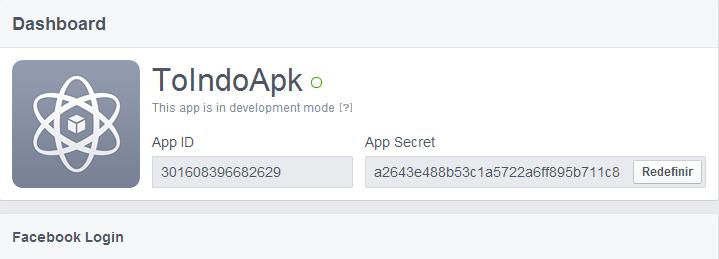 Dashboard
ToIndoApk
This app is in development mode [?]
App ID
App Secret
301608396682629
a2643e488b53c1a5722a6ff895b711c8
Redefinir
Facebook Login